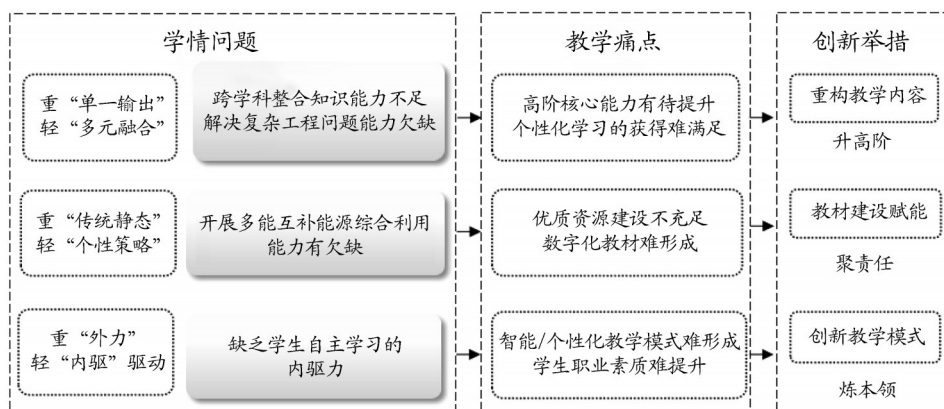 学情问题
教学痛点
创新举措
重“单一输出”
轻“多元融合”
跨学科整合知识能力不足
解决复杂工程问题能力欠缺
高阶核心能力有待提升
个性化学习的获得难满足
重构教学内容
升高阶
重“传统静态”
轻“个性策略”
开展多能互补能源综合利用
能力有欠缺
优质资源建设不充足
数字化教材难形成
教材建设赋能
聚责任
重“外力”
轻“内驱”驱动
缺乏学生自主学习的
内驱力
智能/个性化教学模式难形成
学生职业素质难提升
创新教学模式
炼本领